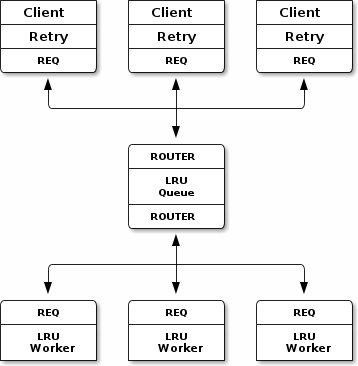 Client Client Client
Retry Retry Retry
REQ REQ REQ
ROUTER
LRU
Queue
ROUTER
REQ REQ REQ
LRU LRU LRU
Worker Worker Worker